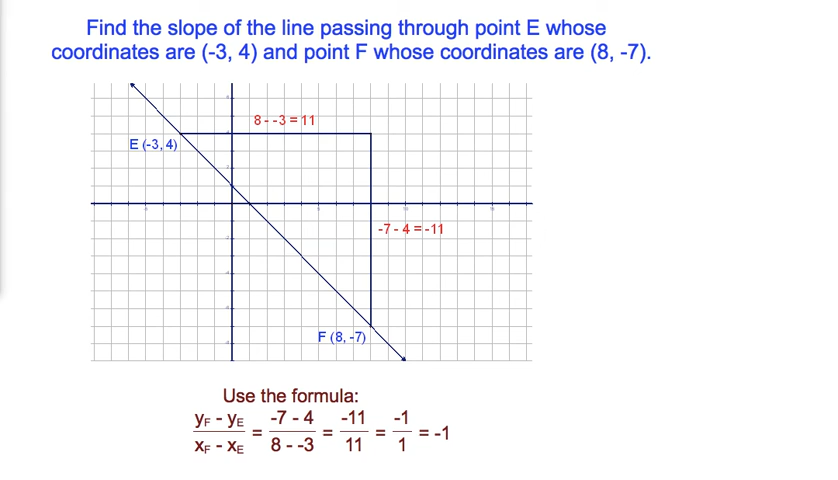 Find the slope of the line passing through point E whose
coordinates are (-3, 4) and point F whose coordinates are (8, -7).
8 - -3 = 11
E (-3, 4)
-7 - 4 = -11
F (8, -7)
Use the formula:
yF - yE / xF - xE = -7 - 4 / 8 - -3 = -11 / 11 = -1 / 1 = -1